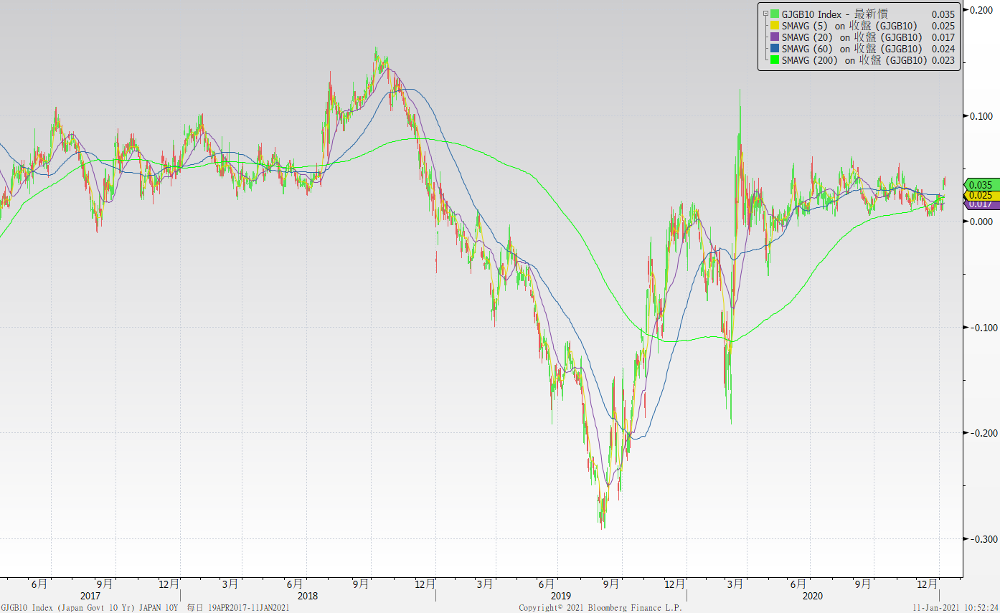 GJGB10 Index - 最新價 0.035
SMAVG (5) on 收盤 (GJGB10) 0.025
SMAVG (20) on 收盤 (GJGB10) 0.017
SMAVG (60) on 收盤 (GJGB10) 0.024
SMAVG (200) on 收盤 (GJGB10) 0.023
0.200
0.100
0.035
0.025
0.017
0.000
-0.100
-0.200
-0.300
6月 9月 12月 3月 6月 9月 12月 3月 6月 9月 12月 3月 6月 9月 12月
2017 2018 2019 2020
GJGB10 Index (Japan Govt 10 Yr) JAPAN 10Y 每日 19APR2017-11JAN2021 Copyright© 2021 Bloomberg Finance L.P. 11-Jan-2021 10:52:24